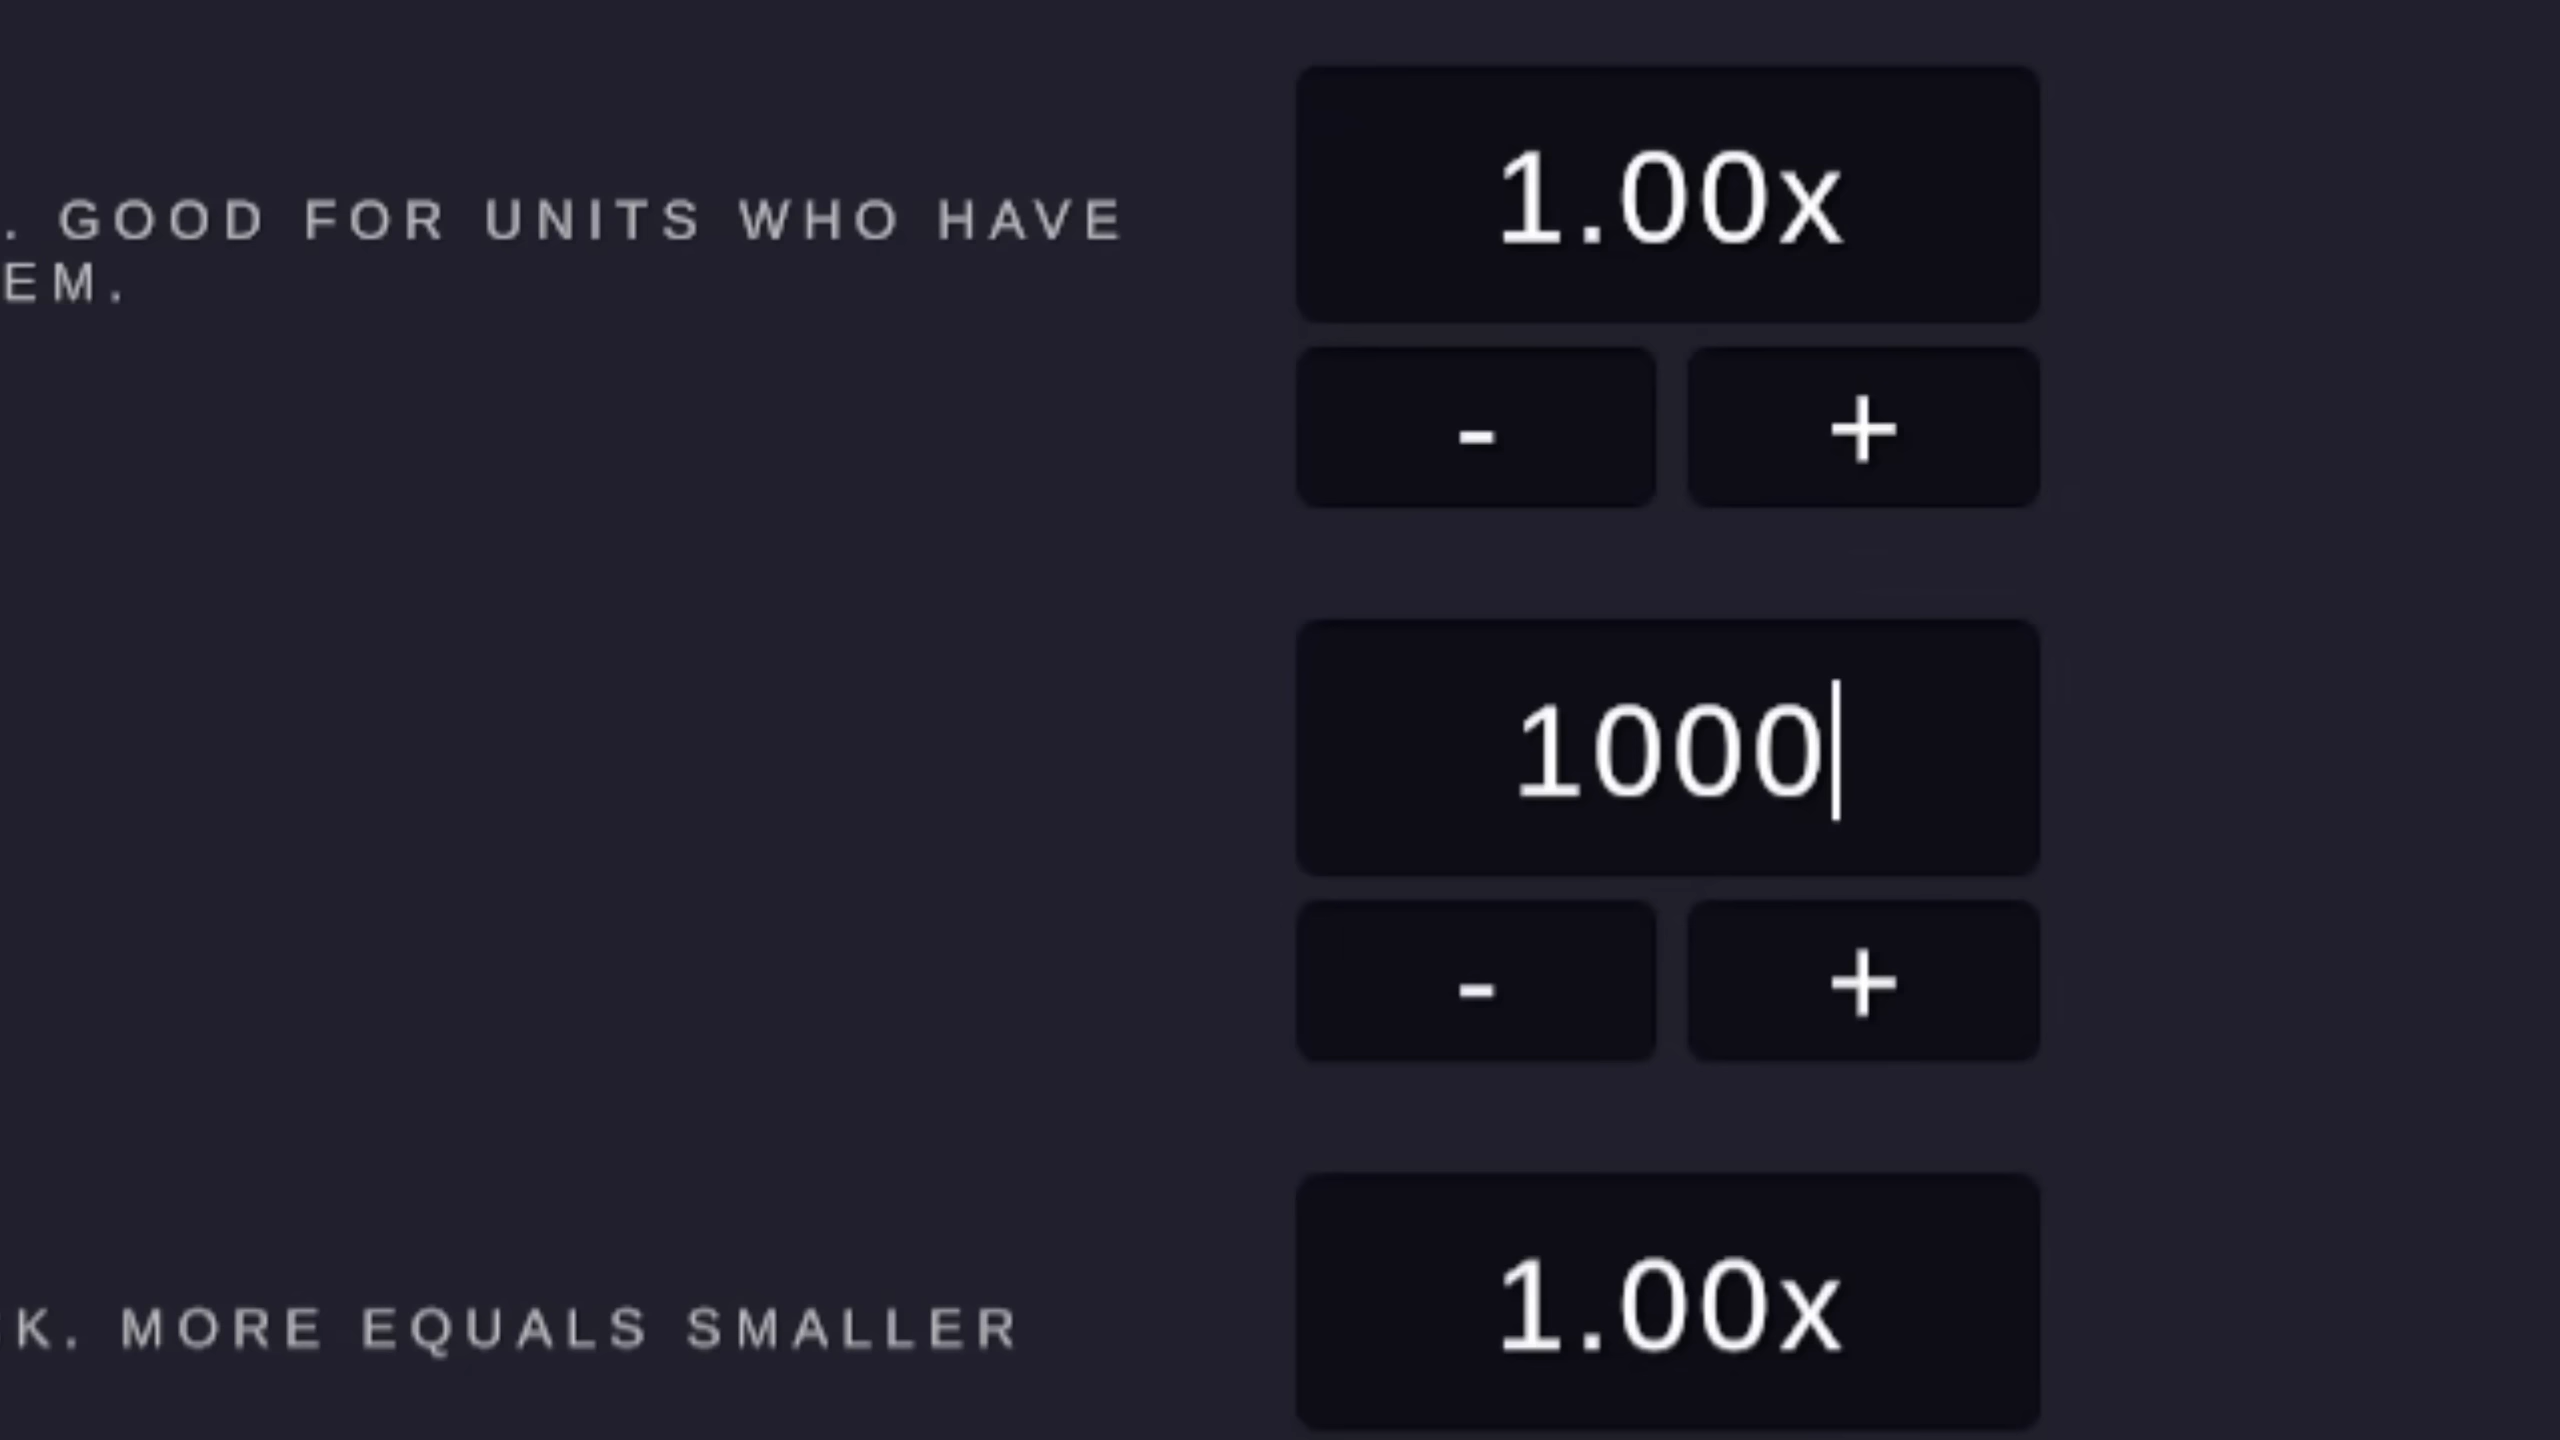 1.00x
. GOOD FOR UNITS WHO HAVE
EM.
- +
1000
- +
1.00x
K. MORE EQUALS SMALLER